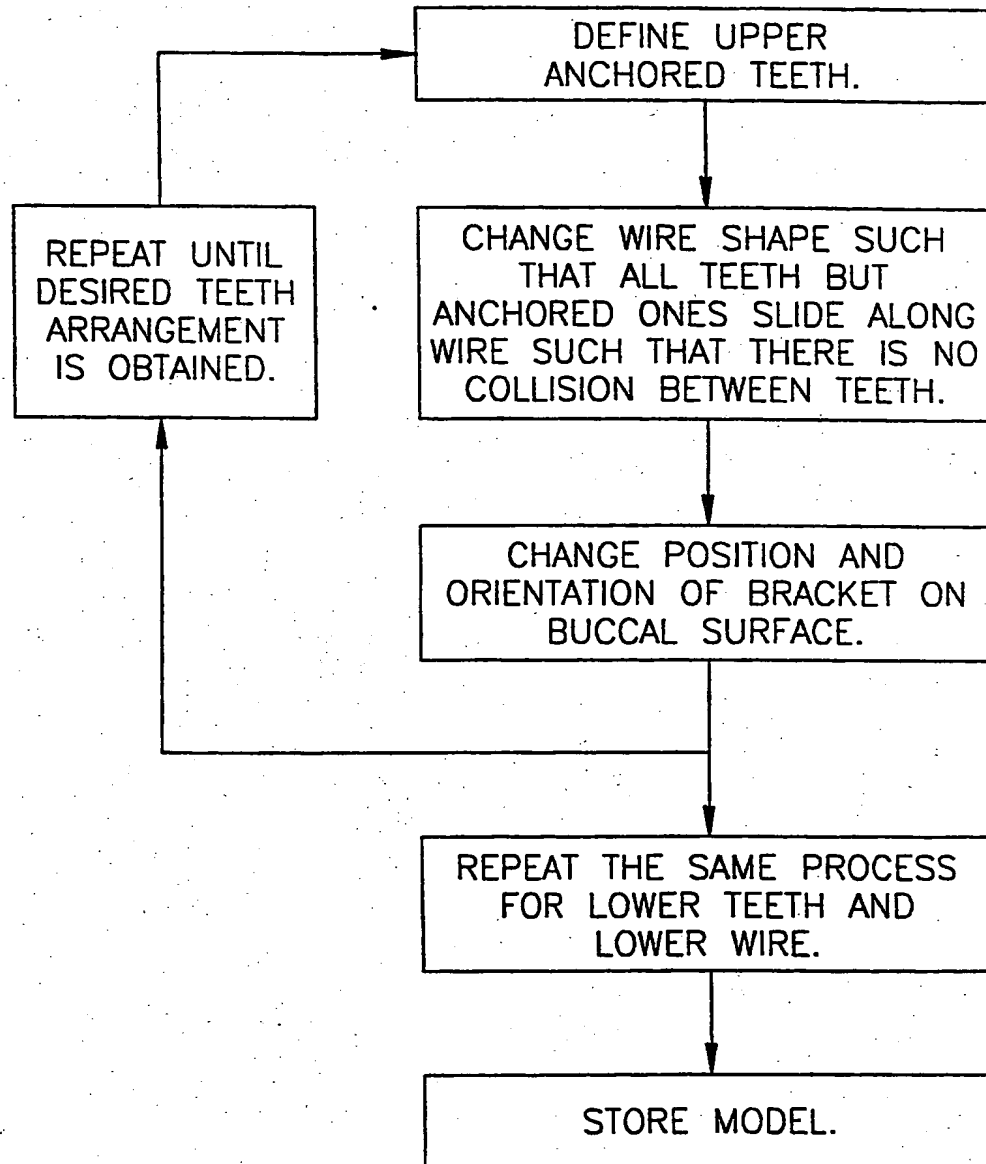 DEFINE UPPER
ANCHORED TEETH.
REPEAT UNTIL
DESIRED TEETH
ARRANGEMENT
IS OBTAINED.
CHANGE WIRE SHAPE SUCH
THAT ALL TEETH BUT
ANCHORED ONES SLIDE ALONG
WIRE SUCH THAT THERE IS NO
COLLISION BETWEEN TEETH.
CHANGE POSITION AND
ORIENTATION OF BRACKET ON
BUCCAL SURFACE.
REPEAT THE SAME PROCESS
FOR LOWER TEETH AND
LOWER WIRE.
STORE MODEL.